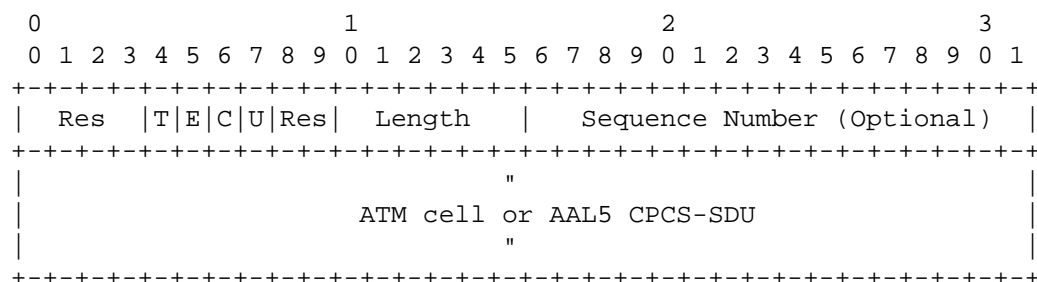 0                   1                   2                   3
 0 1 2 3 4 5 6 7 8 9 0 1 2 3 4 5 6 7 8 9 0 1 2 3 4 5 6 7 8 9 0 1
+-+-+-+-+-+-+-+-+-+-+-+-+-+-+-+-+-+-+-+-+-+-+-+-+-+-+-+-+-+-+-+-+
|  Res  |T|E|C|U|Res|  Length   |   Sequence Number (Optional)  |
+-+-+-+-+-+-+-+-+-+-+-+-+-+-+-+-+-+-+-+-+-+-+-+-+-+-+-+-+-+-+-+-+
|                              "                                |
|                     ATM cell or AAL5 CPCS-SDU                 |
|                              "                                |
+-+-+-+-+-+-+-+-+-+-+-+-+-+-+-+-+-+-+-+-+-+-+-+-+-+-+-+-+-+-+-+-+